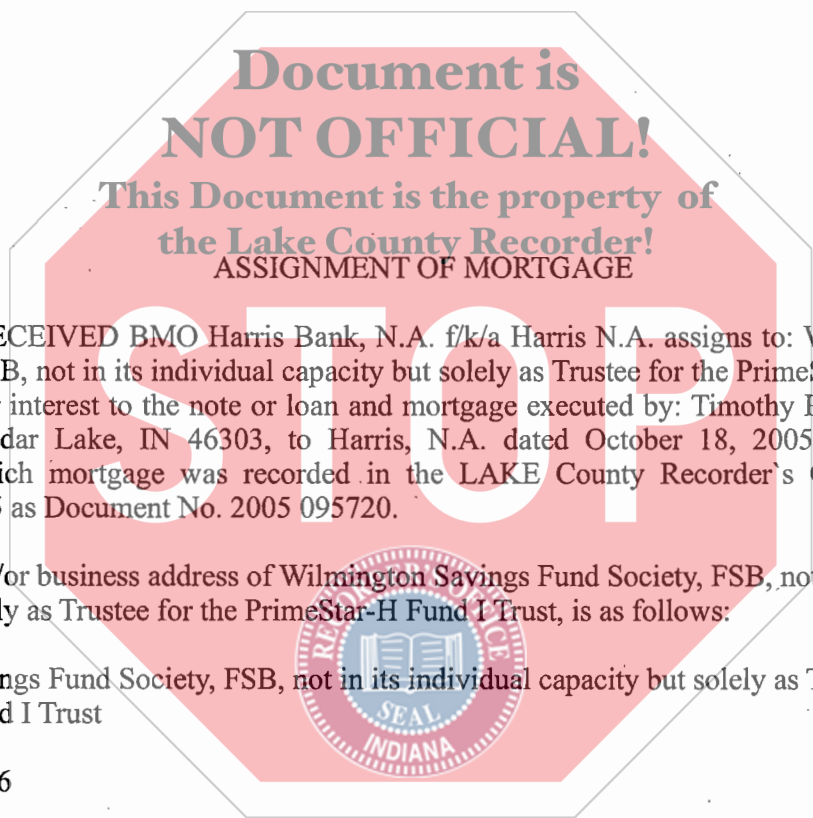 Document is
NOT OFFICIAL!
This Document is the property of
the Lake County Recorder!
ASSIGNMENT OF MORTGAGE
STOP
ECEIVED BMO Harris Bank, N.A. f/k/a Harris N.A. assigns to: W
B, not in its individual capacity but solely as Trustee for the PrimeS
interest to the note or loan and mortgage executed by: Timothy
dar Lake, IN 46303, to Harris, N.A. dated October 18, 2005
ich mortgage was recorded in the LAKE County Recorder`s
as Document No. 2005 095720.
/or business address of Wilmington Savings Fund Society, FSB, not
ly as Trustee for the PrimeStar-H Fund I Trust, is as follows:
ngs Fund Society, FSB, not in its individual capacity but solely as T
d I Trust
6
RECORDER'S OFFICE
SEAL
INDIANA